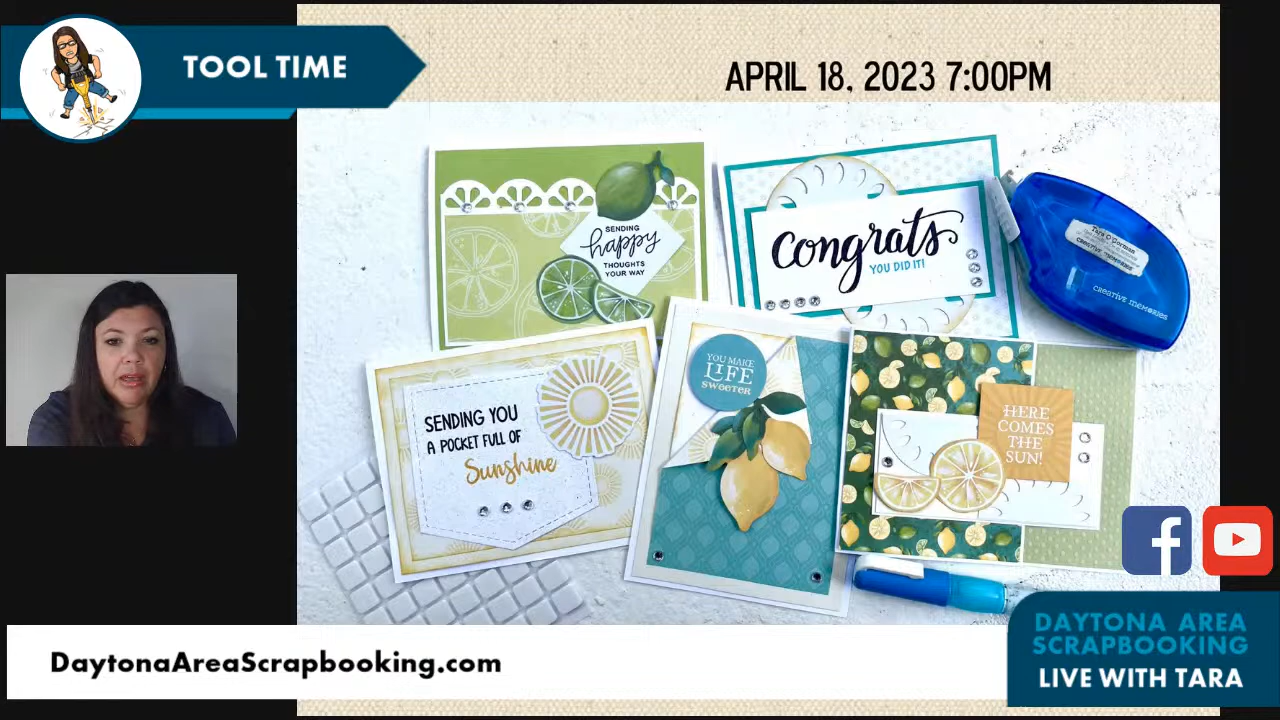 TOOL TIME
APRIL 18, 2023 7:00PM
SENDING
happy
THOUGHTS
YOUR WAY
Congrats
YOU DID IT!
Tara O'Gorman
creative memories
SENDING YOU
A POCKET FULL OF
Sunshine
YOU MAKE
LIFE
SWEETER
HERE
COMES
THE
SUN!
DaytonaAreaScrapbooking.com
DAYTONA AREA
SCRAPBOOKING
LIVE WITH TARA